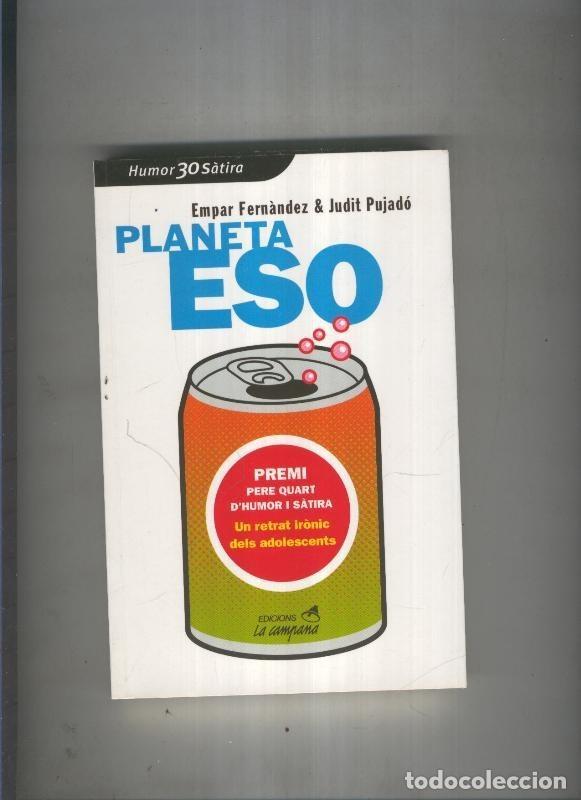 Humor 30 Sàtira
Empar Fernàndez & Judit Pujadó
PLANETA
ESO
PREMI
PERE QUART
D'HUMOR I SÀTIRA
Un retrat irònic
dels adolescents
EDICIONS
La campana
todocoleccion